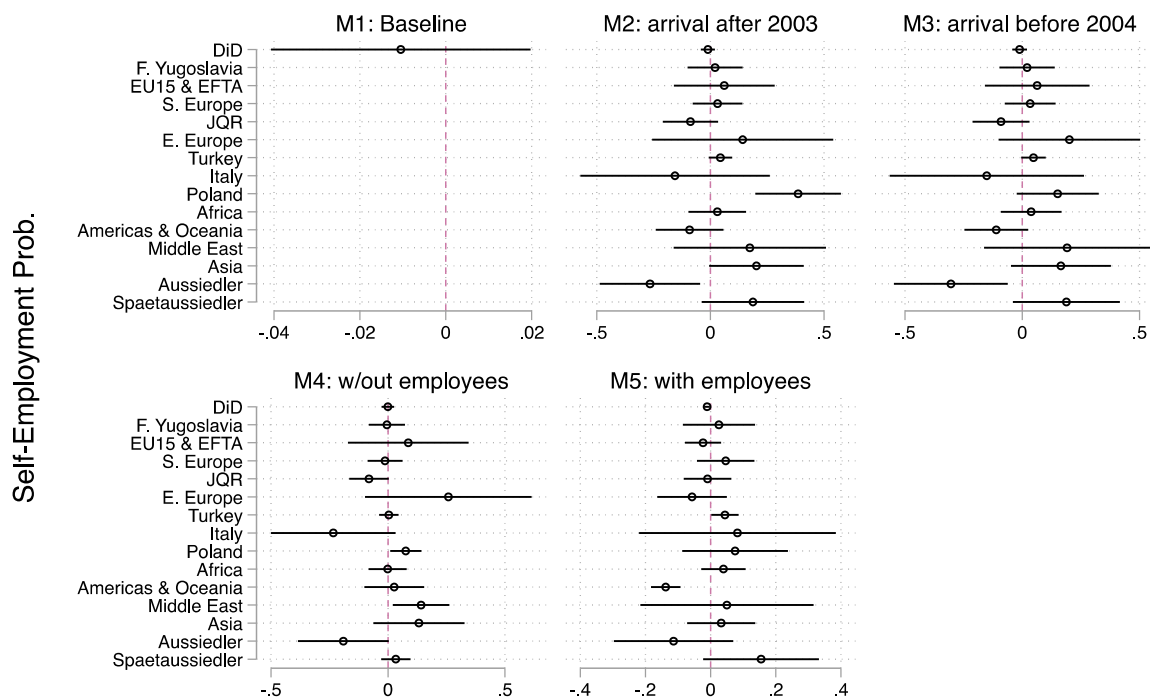 Self-Employment Prob.
M1: Baseline
DiD
F. Yugoslavia
EU15 & EFTA
S. Europe
JQR
E. Europe
Turkey
Italy
Poland
Africa
Americas & Oceania
Middle East
Asia
Aussiedler
Spaetaussiedler
-.04 -.02 0 .02
M2: arrival after 2003
-.5 0 .5
M3: arrival before 2004
-.5 0 .5
M4: w/out employees
DiD
F. Yugoslavia
EU15 & EFTA
S. Europe
JQR
E. Europe
Turkey
Italy
Poland
Africa
Americas & Oceania
Middle East
Asia
Aussiedler
Spaetaussiedler
-.5 0 .5
M5: with employees
-.4 -.2 0 .2 .4